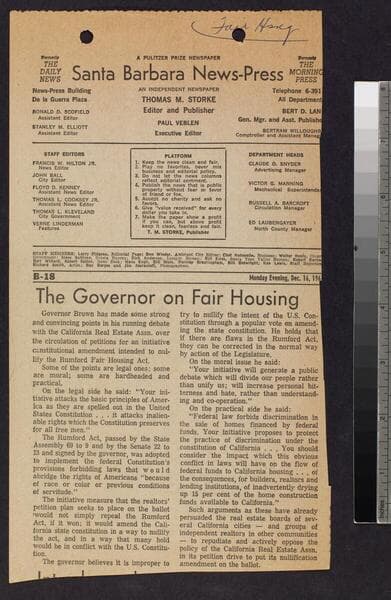 Fair Hsng
Formerly
THE
DAILY
NEWS
A PULITZER PRIZE NEWSPAPER
Santa Barbara News-Press
Formerly
THE
MORNING
PRESS
News-Press Building
De la Guerra Plaza
RONALD D. SCOFIELD
Assistant Editor
STANLEY M. ELLIOTT
Assistant Editor
AN INDEPENDENT NEWSPAPER
THOMAS M. STORKE
Editor and Publisher
PAUL VEBLEN
Executive Editor
Telephone 6-391
All Department
BERT D. LAN
Gen. Mgr. and Asst. Publish
BERTRAM WILLOUGH
Comptroller and Assistant
STAFF EDITORS
FRANCIS W. HILTON JR.
News Editor
JOHN BALL
City Editor
FLOYD D. KENNEY
Assistant News Editor
THOMAS L. COOKSEY JR.
Assistant News Editor
THOMAS L. KLEVELAND
City Government
VERNE LINDERMAN
Features
PLATFORM
1. Keep the news clean and fair.
2. Play no favorites, never mix
business and editorial policy.
3. Do not let the news columns
reflect editorial comment.
4. Publish the news that is public
property without fear or favor
of friend or foe.
5. Accept no charity and ask no
favors.
6. Give "value received" for every
dollar you take in.
7. Make the paper show a profit
if you can, but above profit
keep it clean, fearless and fair.
T. M. STORKE, Publisher
DEPARTMENT HEADS
CLAUDE D. SNYDER
Advertising Manager
VICTOR G. MANNING
Mechanical Superintenden
RUSSELL A. BARCROFT
Circulation Manager
ED LAUBENGAYER
North County Manager
B-18
Monday Evening, Dec. 16, 196
The Governor on Fair Housing
Governor Brown has made some strong
and convincing points in his running debate
with the California Real Estate Assn. over
the circulation of petitions for an initiative
constitutional amendment intended to nul-
lify the Rumford Fair Housing Act.
Some of the points are legal ones; some
are moral; some are hardheaded and
practical.
On the legal side he said: "Your ini-
tiative attacks the basic principles of Amer-
ica as they are spelled out in the United
States Constitution . . . it attacks inalien-
able rights which the Constitution preserves
for all free men."
The Rumford Act, passed by the State
Assembly 69 to 9 and by the Senate 22 to
13 and signed by the governor, was adopted
to implement the federal Constitution's
provisions forbidding laws that would
abridge the rights of Americans "because
of race or color or previous conditions
of servitude."
The initiative measure that the realtors'
petition plan seeks to place on the ballot
would not simply repeal the Rumford
Act, if it won; it would amend the Cali-
fornia state constitution in a way to nullify
the act, and in a way that many hold
would be in conflict with the U.S. Constitu-
tion.
The governor believes it is improper to
try to nullify the intent of the U.S. Con-
stitution through a popular vote on amend-
ing the state constitution. He holds that
if there are flaws in the Rumford Act,
they can be corrected in the normal way
by action of the Legislature.
On the moral issue he said:
"Your initiative will generate a public
debate which will divide our people rather
than unify us; will increase personal bit-
terness and hate, rather than understand-
ing and co-operation."
On the practical side he said:
"Federal law forbids discrimination in
the sale of homes financed by federal
funds. Your Initiative proposes to protect
the practice of discrimination under the
constitution of California . . . You should
consider the impact which this obvious
conflict in laws will have on the flow of
federal funds to California housing . . . of
the consequences, for builders, realtors and
lending institutions, of inadvertently drying
up 15 per cent of the home construction
funds available to California."
Such arguments as these have already
persuaded the real estate boards of sev-
eral California cities — and groups of
independent realtors in other communities
— to repudiate and actively oppose the
policy of the California Real Estate Assn.
in its petition drive to put its nullification
amendment on the ballot.